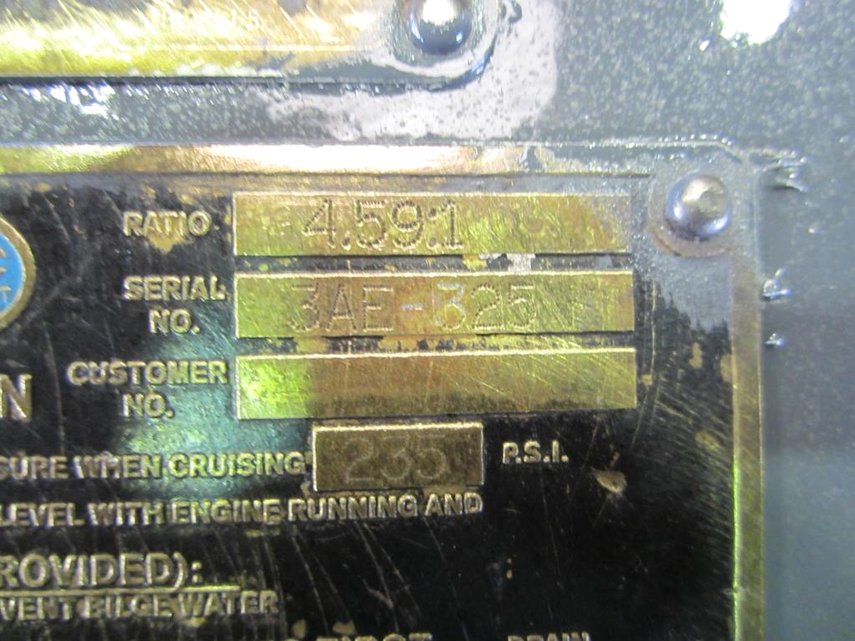 RATIO 4.59:1
SERIAL NO. 3AE-325
CUSTOMER NO.
N
SURE WHEN CRUISING 235 P.S.I.
LEVEL WITH ENGINE RUNNING AND
ROVIDED):
VENT BILGE WATER
DRAIN